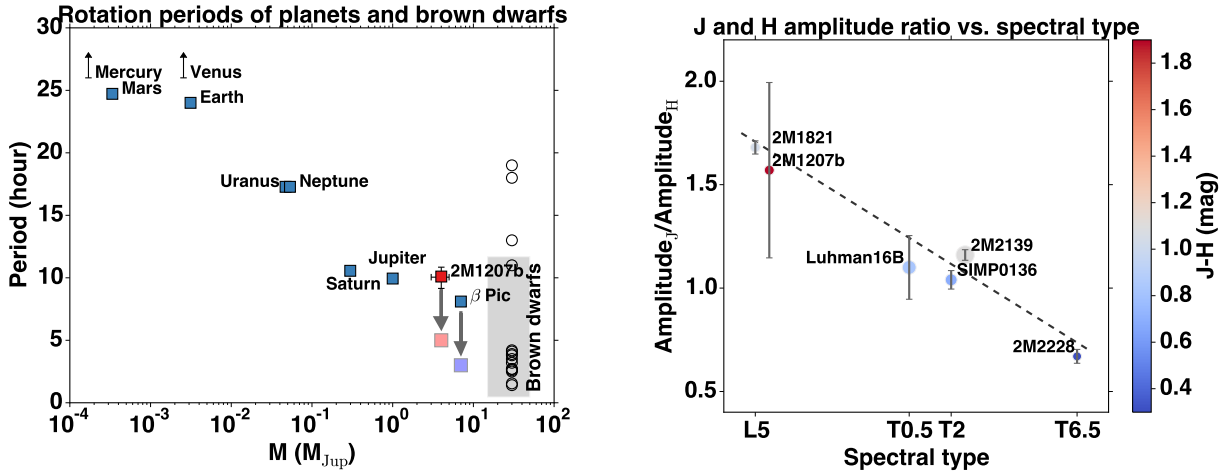 Rotation periods of planets and brown dwarfs
Period (hour)
30
25
20
15
10
5
0
Mercury
Venus
Mars
Earth
Uranus
Neptune
Jupiter
Saturn
2M1207b
β Pic
Brown dwarfs
10^-4
10^-3
10^-2
10^-1
10^0
10^1
10^2
M (M_Jup)
J and H amplitude ratio vs. spectral type
Amplitude_J/Amplitude_H
2.0
1.5
1.0
0.5
2M1821
2M1207b
Luhman16B
2M2139
SIMP0136
2M2228
L5
T0.5
T2
T6.5
Spectral type
1.8
1.6
1.4
1.2
1.0
0.8
0.6
0.4
J-H (mag)